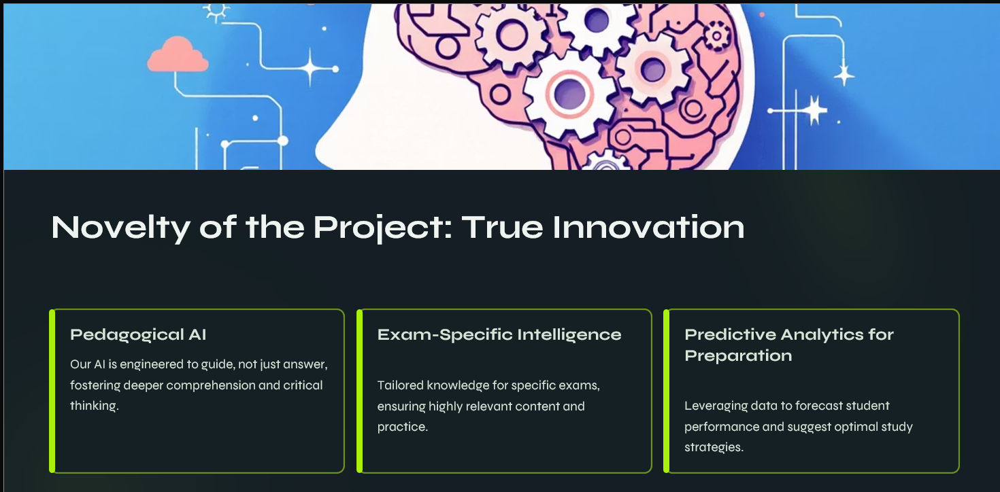 Novelty of the Project: True Innovation
Pedagogical AI
Our AI is engineered to guide, not just answer,
fostering deeper comprehension and critical
thinking.
Exam-Specific Intelligence
Tailored knowledge for specific exams,
ensuring highly relevant content and
practice.
Predictive Analytics for
Preparation
Leveraging data to forecast student
performance and suggest optimal study
strategies.